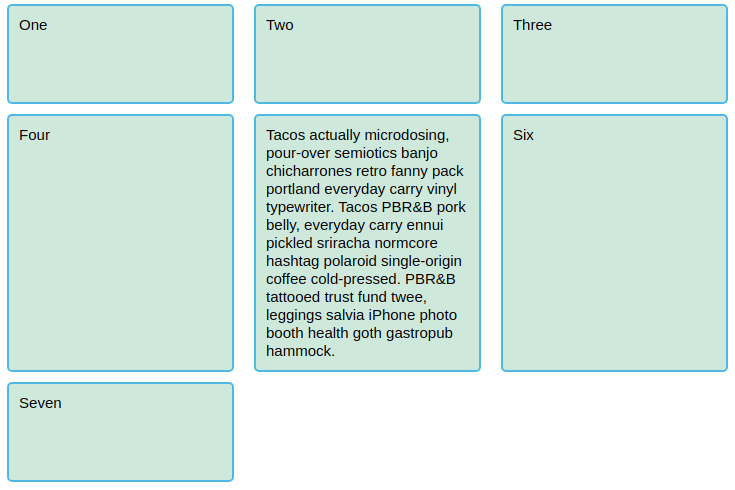 One
Two
Three
Four
Tacos actually microdosing,
pour-over semiotics banjo
chicharrones retro fanny pack
portland everyday carry vinyl
typewriter. Tacos PBR&B pork
belly, everyday carry ennui
pickled sriracha normcore
hashtag polaroid single-origin
coffee cold-pressed. PBR&B
tattooed trust fund twee,
leggings salvia iPhone photo
booth health goth gastropub
hammock.
Six
Seven